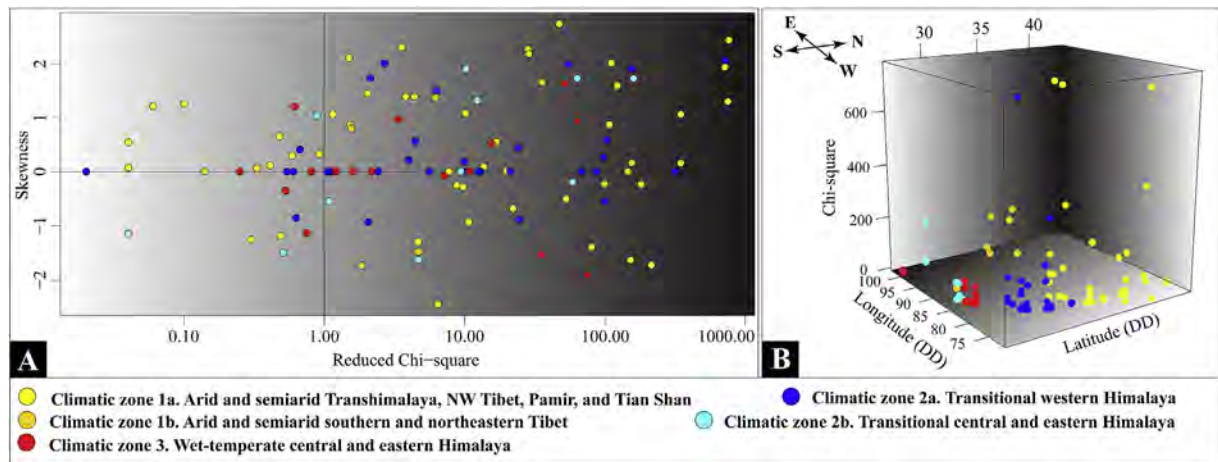 A
B
E
N
S
W
30
35
40
Skewness
2
1
0
−1
−2
0.10
1.00
10.00
100.00
1000.00
Reduced Chi−square
Chi-square
600
400
200
0
100
95
90
85
80
75
Longitude (DD)
Latitude (DD)
Climatic zone 1a. Arid and semiarid Transhimalaya, NW Tibet, Pamir, and Tian Shan
Climatic zone 2a. Transitional western Himalaya
Climatic zone 1b. Arid and semiarid southern and northeastern Tibet
Climatic zone 2b. Transitional central and eastern Himalaya
Climatic zone 3. Wet-temperate central and eastern Himalaya